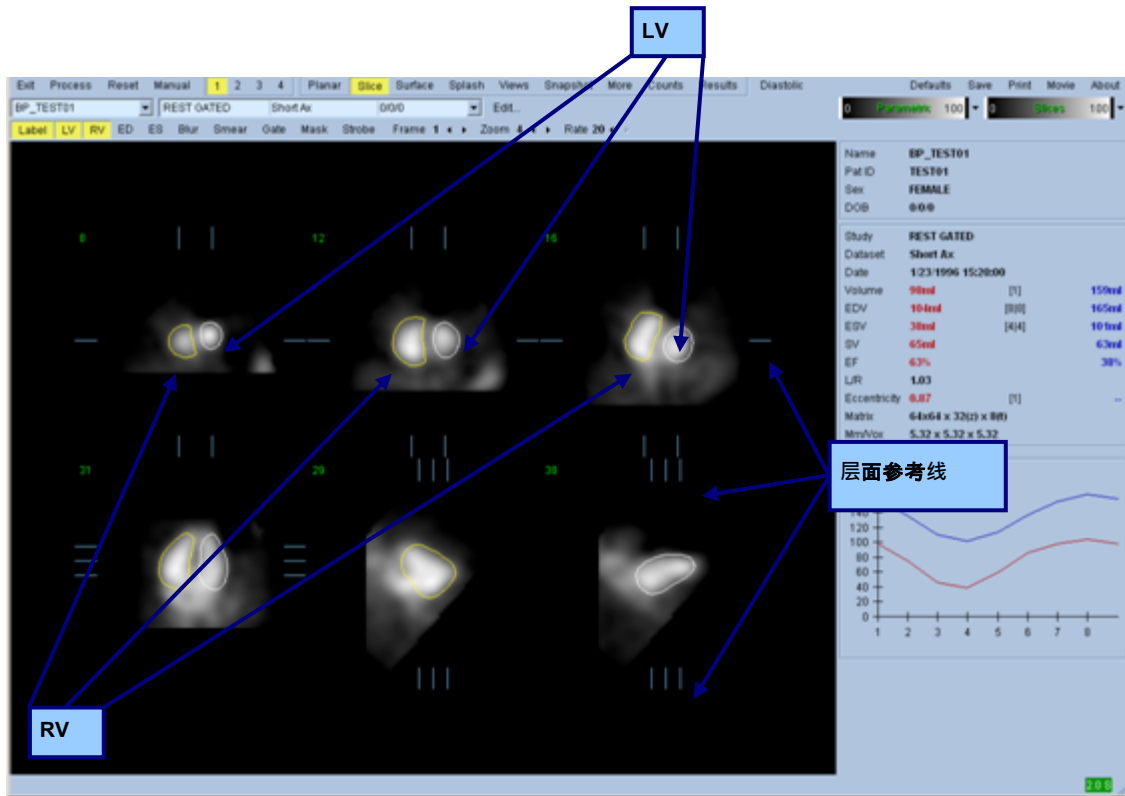 LV
Exit Process Reset Manual 1 2 3 4 Planar Slice Surface Splash Views Snapshot More Counts Results Diastolic Defaults Save Print Movie About
BP_TEST01 REST GATED Short Ax 0/0/0 Edit... 0 Parametric 100 0 Slices 100
Label LV RV ED ES Blur Smear Gate Mask Strobe Frame 1 Zoom 4 Rate 20
Name BP_TEST01
Pat ID TEST01
Sex FEMALE
DOB 0/0/0
Study REST GATED
Dataset Short Ax
Date 1/23/1996 15:20:00
Volume 98ml [1] 159ml
EDV 104ml [8|8] 165ml
ESV 38ml [4|4] 101ml
SV 65ml 63ml
EF 63% 38%
L/R 1.03
Eccentricity 0.87 [1] --
Matrix 64x64 x 32(z) x 8(t)
Mm/Vox 5.32 x 5.32 x 5.32
8 12 16
31 29 30
层面参考线
140
120
100
80
60
40
20
0
1 2 3 4 5 6 7 8
RV
2.0 B